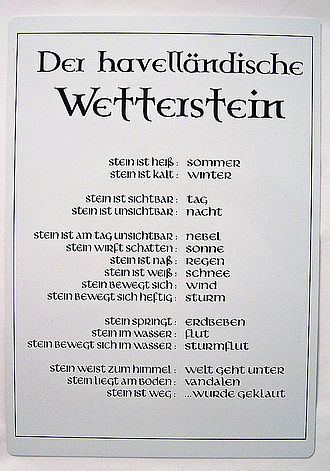 Der havelländische
Wetterstein
stein ist heiß: sommer
stein ist kalt: winter
stein ist sichtbar: tag
stein ist unsichtbar: nacht
stein ist am tag unsichtbar: nebel
stein wirft schatten: sonne
stein ist naß: regen
stein ist weiß: schnee
stein bewegt sich: wind
stein bewegt sich heftig: sturm
stein springt: erdbeben
stein im wasser: flut
stein bewegt sich im wasser: sturmflut
stein weist zum himmel: welt geht unter
stein liegt am boden: vandalen
stein ist weg: ...wurde geklaut